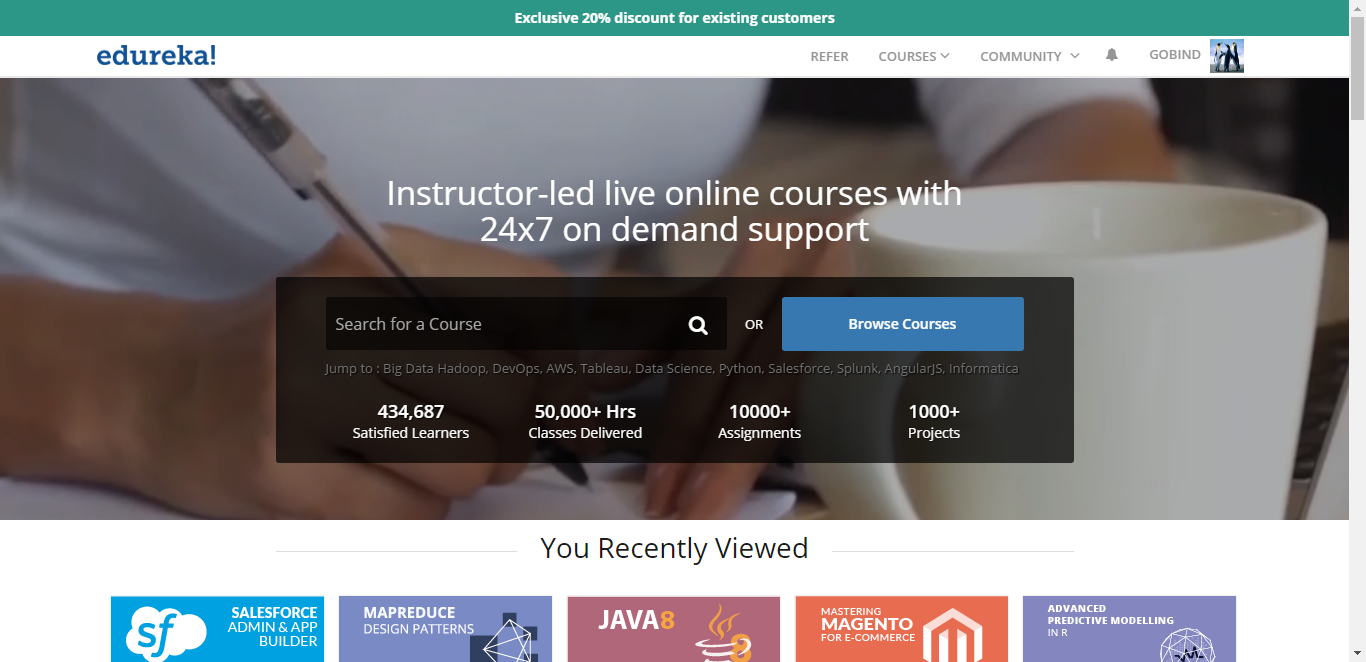 Exclusive 20% discount for existing customers
edureka!
REFER
COURSES
COMMUNITY
GOBIND
Instructor-led live online courses with
24x7 on demand support
Search for a Course
OR
Browse Courses
Jump to : Big Data Hadoop, DevOps, AWS, Tableau, Data Science, Python, Salesforce, Splunk, AngularJS, Informatica
434,687
Satisfied Learners
50,000+ Hrs
Classes Delivered
10000+
Assignments
1000+
Projects
You Recently Viewed
sf
SALESFORCE
ADMIN & APP
BUILDER
MAPREDUCE
DESIGN PATTERNS
JAVA8
8
MASTERING
MAGENTO
FOR E-COMMERCE
ADVANCED
PREDICTIVE MODELLING
IN R